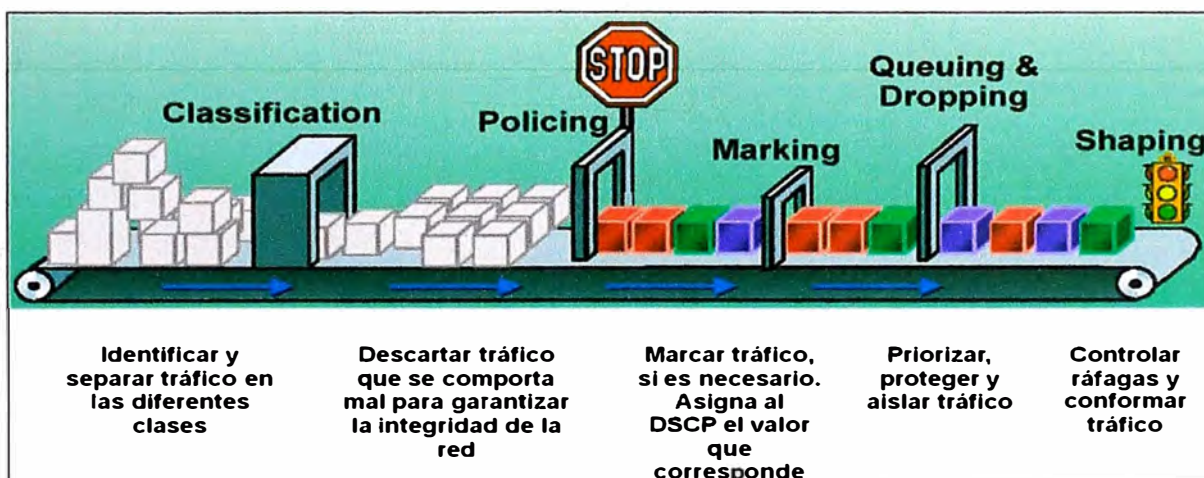 STOP
Classification
Policing
Marking
Queuing &
Dropping
Shaping
Identificar y
separar tráfico en
las diferentes
clases
Descartar tráfico
que se comporta
mal para garantizar
la integridad de la
red
Marcar tráfico,
si es necesario.
Asigna al
DSCP el valor
que
corresponde
Priorizar,
proteger y
aislar tráfico
Controlar
ráfagas y
conformar
tráfico